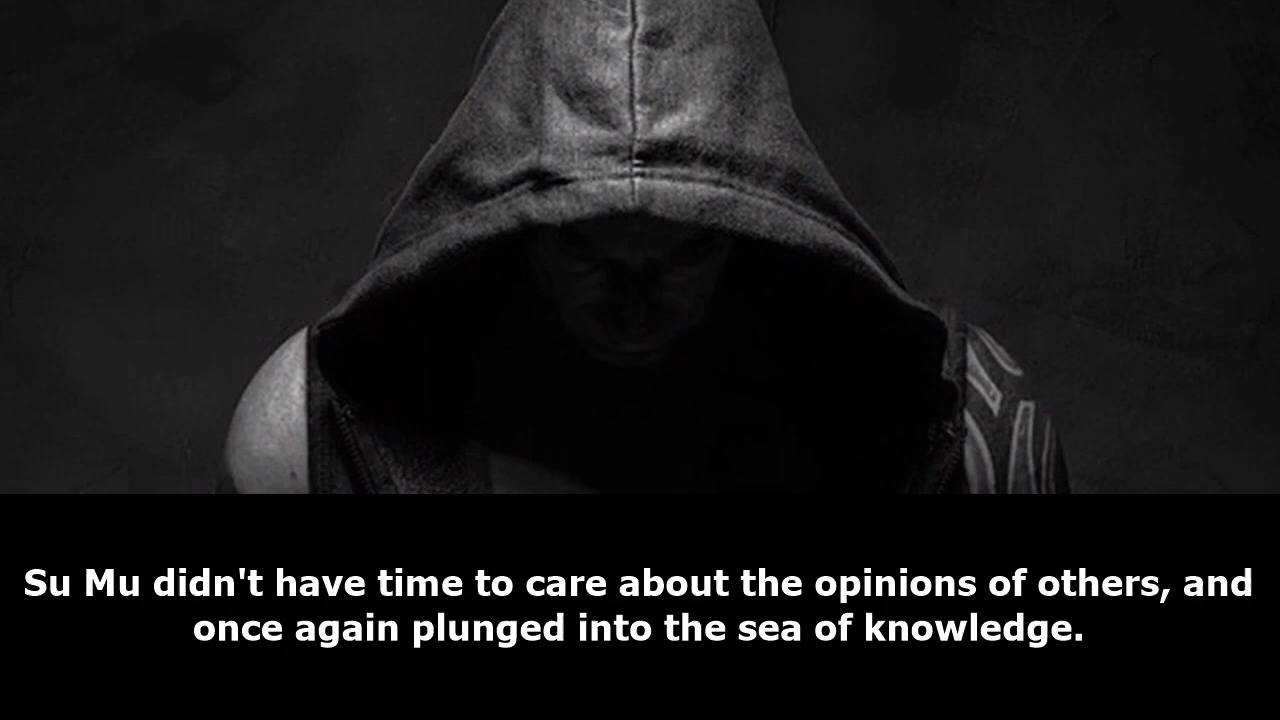 Su Mu didn't have time to care about the opinions of others, and
once again plunged into the sea of knowledge.